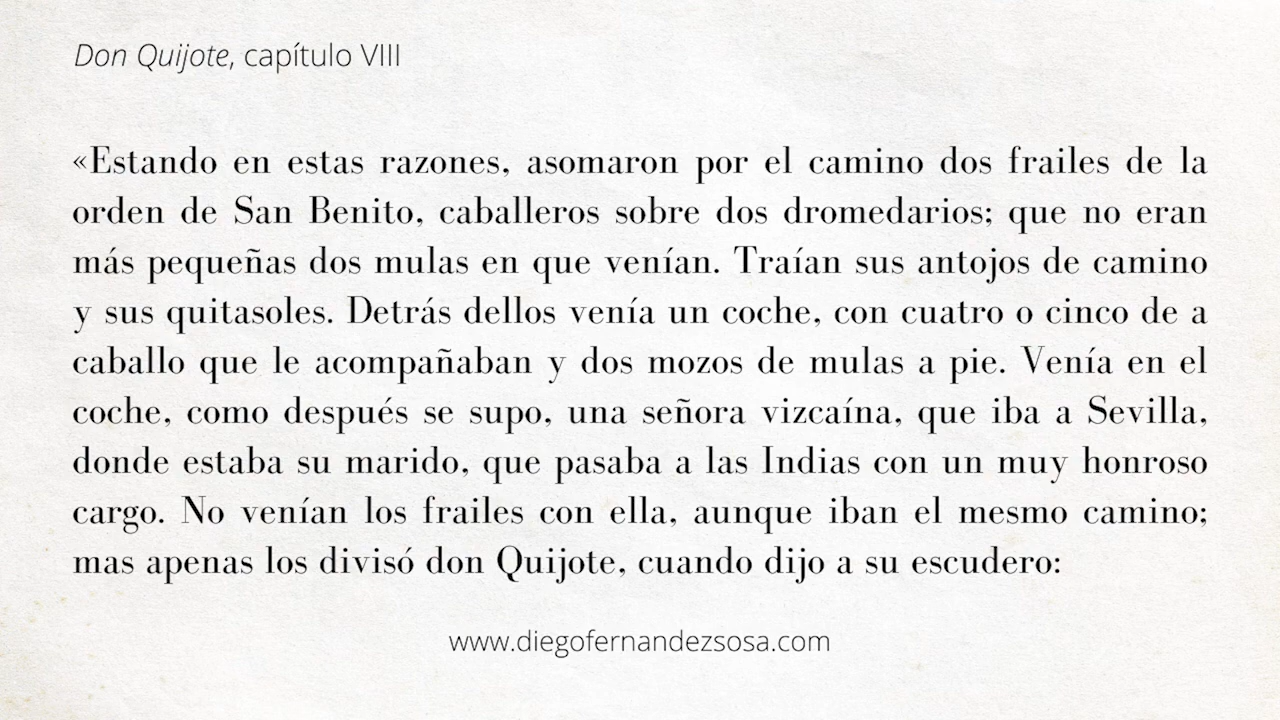 Don Quijote, capítulo VIII
«Estando en estas razones, asomaron por el camino dos frailes de la
orden de San Benito, caballeros sobre dos dromedarios; que no eran
más pequeñas dos mulas en que venían. Traían sus antojos de camino
y sus quitasoles. Detrás dellos venía un coche, con cuatro o cinco de a
caballo que le acompañaban y dos mozos de mulas a pie. Venía en el
coche, como después se supo, una señora vizcaína, que iba a Sevilla,
donde estaba su marido, que pasaba a las Indias con un muy honroso
cargo. No venían los frailes con ella, aunque iban el mesmo camino;
mas apenas los divisó don Quijote, cuando dijo a su escudero:
www.diegofernandezsosa.com